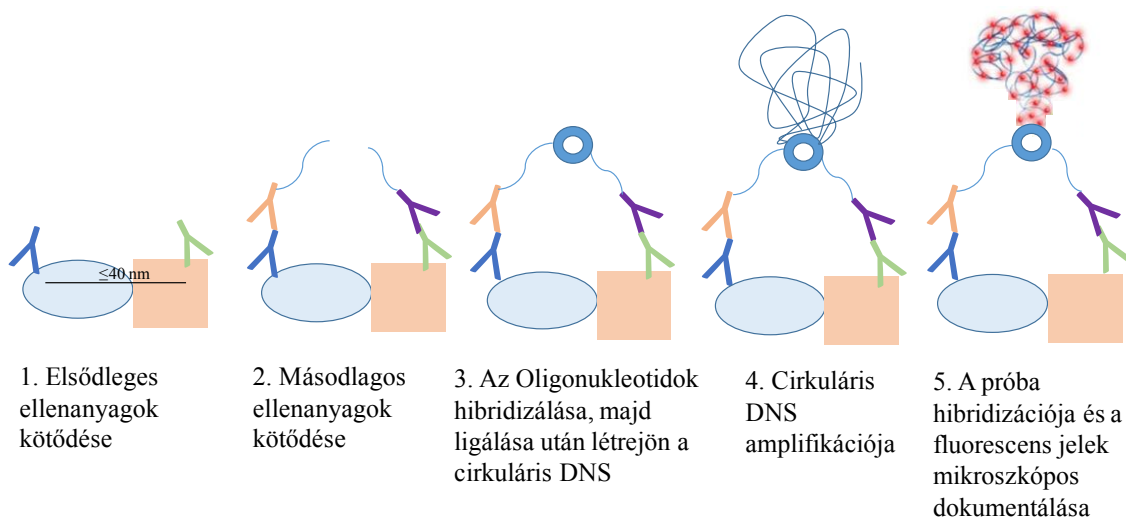 ≤40 nm
1. Elsődleges
ellenanyagok
kötődése
2. Másodlagos
ellenanyagok
kötődése
3. Az Oligonukleotidok
hibridizálása, majd
ligálása után létrejön a
cirkuláris DNS
4. Cirkuláris
DNS
amplifikációja
5. A próba
hibridizációja és a
fluorescens jelek
mikroszkópos
dokumentálása